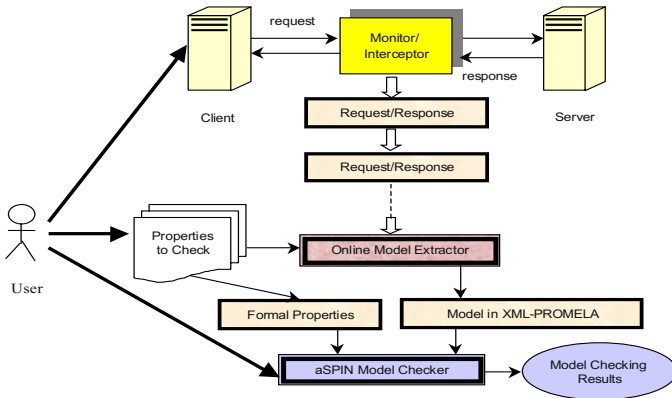 request
Monitor/
Interceptor
response
Client
Server
Request/Response
Request/Response
Properties
to Check
Online Model Extractor
User
Formal Properties
Model in XML-PROMELA
aSPIN Model Checker
Model Checking
Results